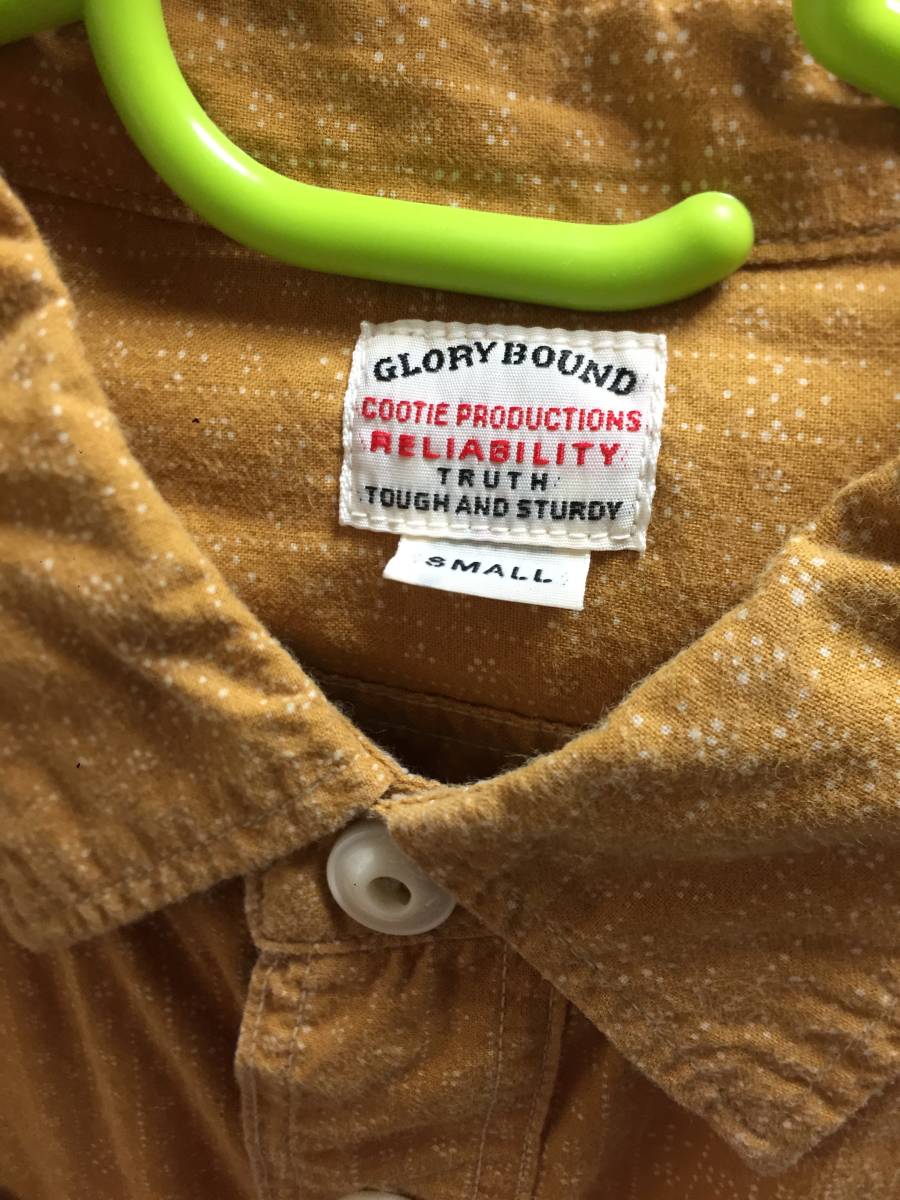 GLORY BOUND
COOTIE PRODUCTIONS
RELIABILITY
TRUTH
TOUGH AND STURDY
SMALL